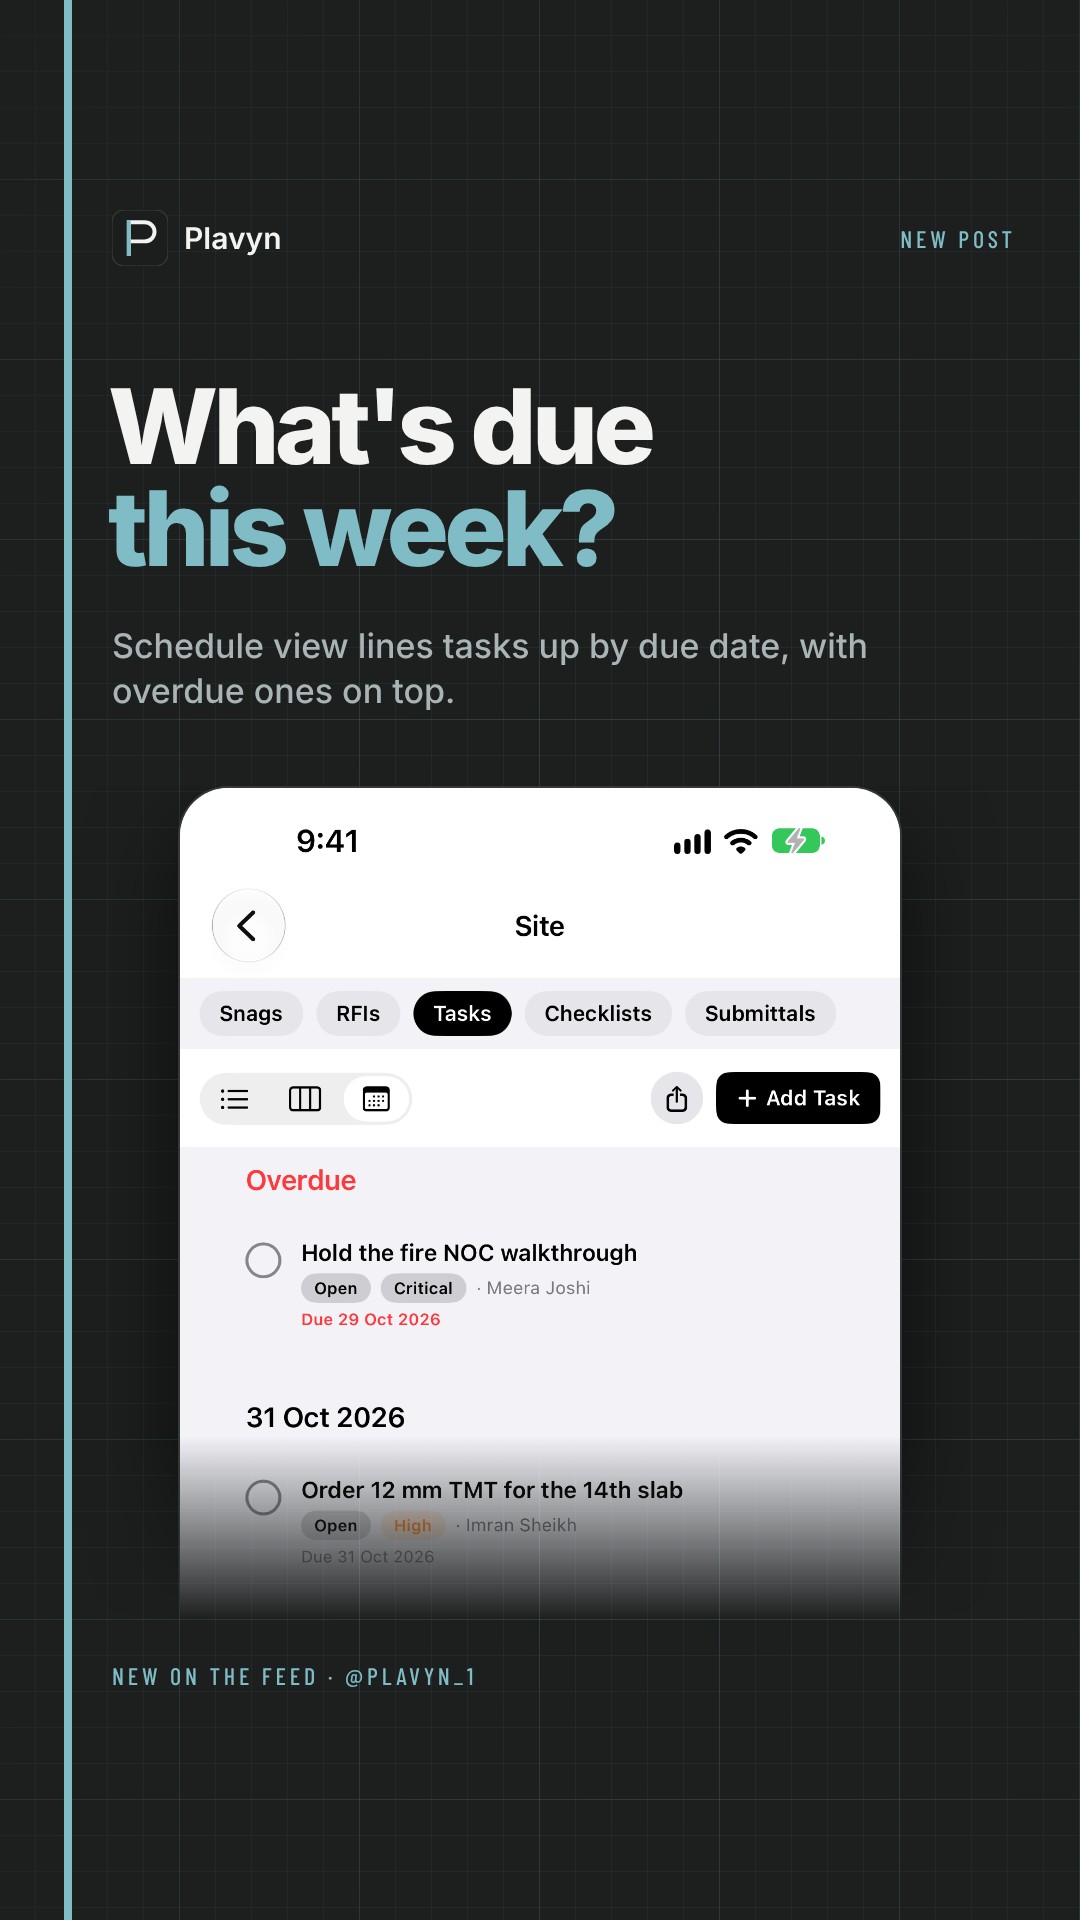 Plavyn
NEW POST
What's due
this week?
Schedule view lines tasks up by due date, with
overdue ones on top.
9:41
Site
Snags RFIs Tasks Checklists Submittals
+ Add Task
Overdue
Hold the fire NOC walkthrough
Open Critical · Meera Joshi
Due 29 Oct 2026
31 Oct 2026
Order 12 mm TMT for the 14th slab
Open High · Imran Sheikh
Due 31 Oct 2026
NEW ON THE FEED · @PLAVYN_1